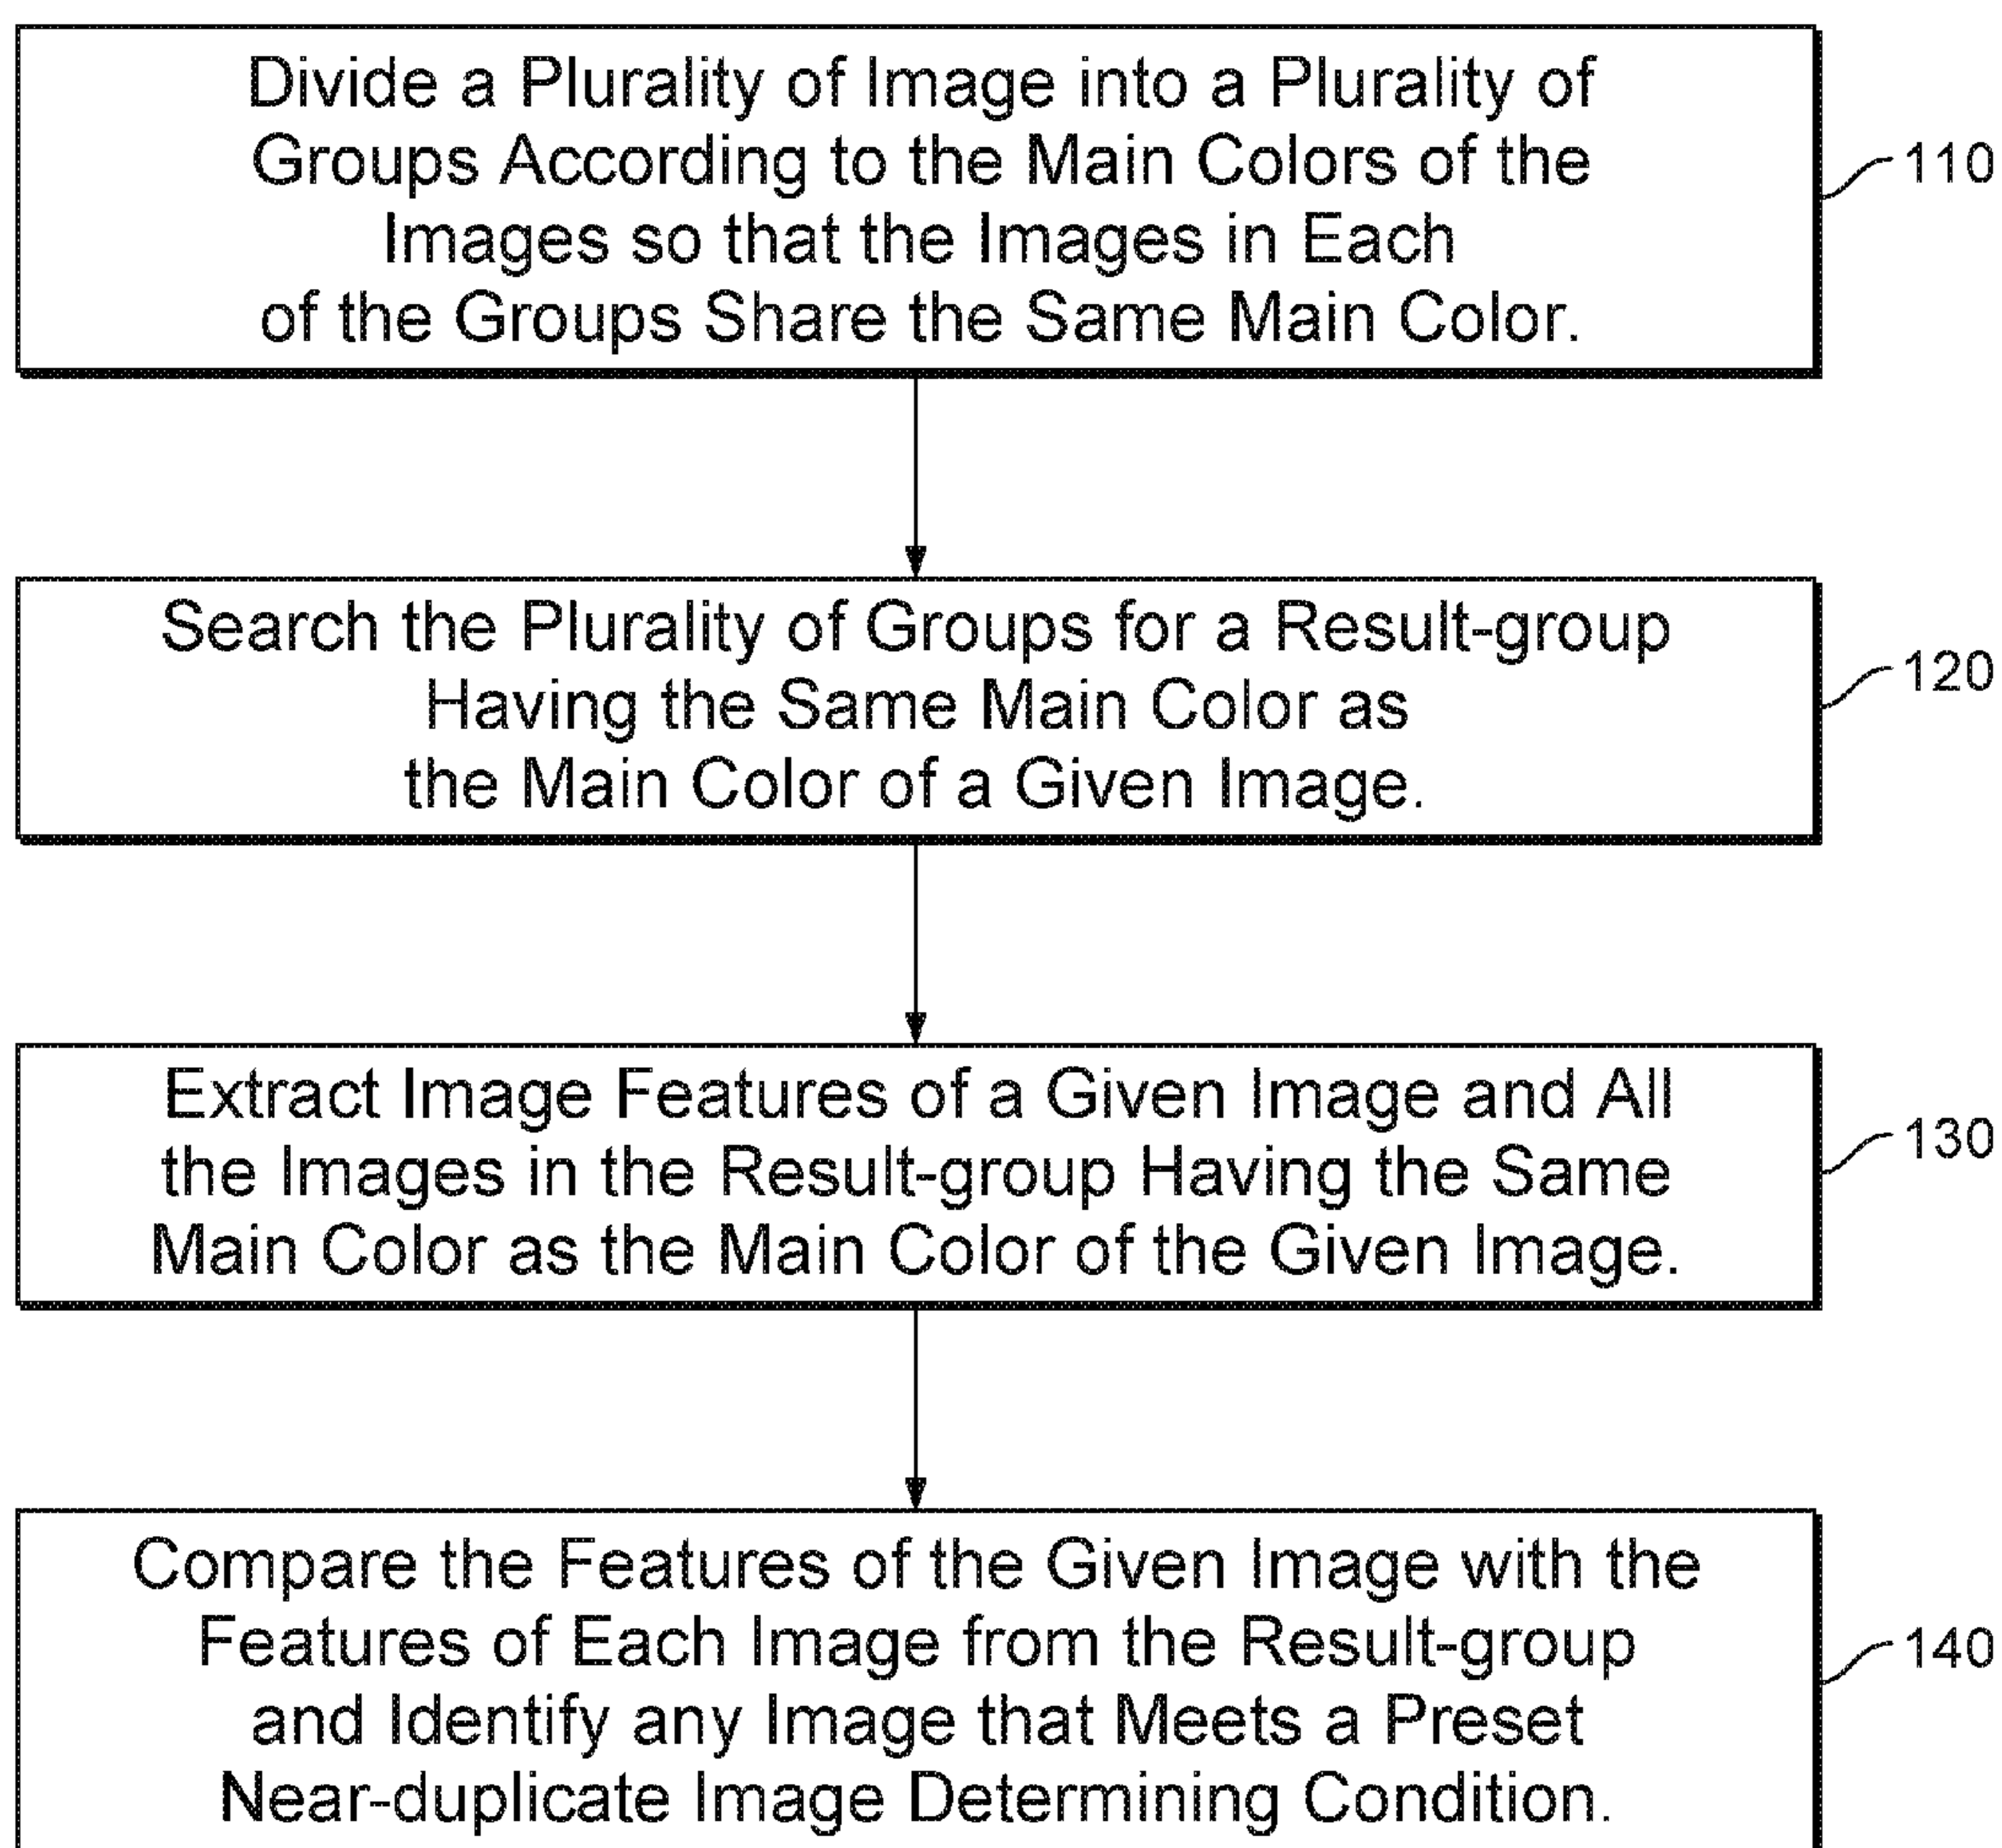 Divide a Plurality of Image into a Plurality of
Groups According to the Main Colors of the
Images so that the Images in Each
of the Groups Share the Same Main Color.
110
Search the Plurality of Groups for a Result-group
Having the Same Main Color as
the Main Color of a Given Image.
120
Extract Image Features of a Given Image and All
the Images in the Result-group Having the Same
Main Color as the Main Color of the Given Image.
130
Compare the Features of the Given Image with the
Features of Each Image from the Result-group
and Identify any Image that Meets a Preset
Near-duplicate Image Determining Condition.
140